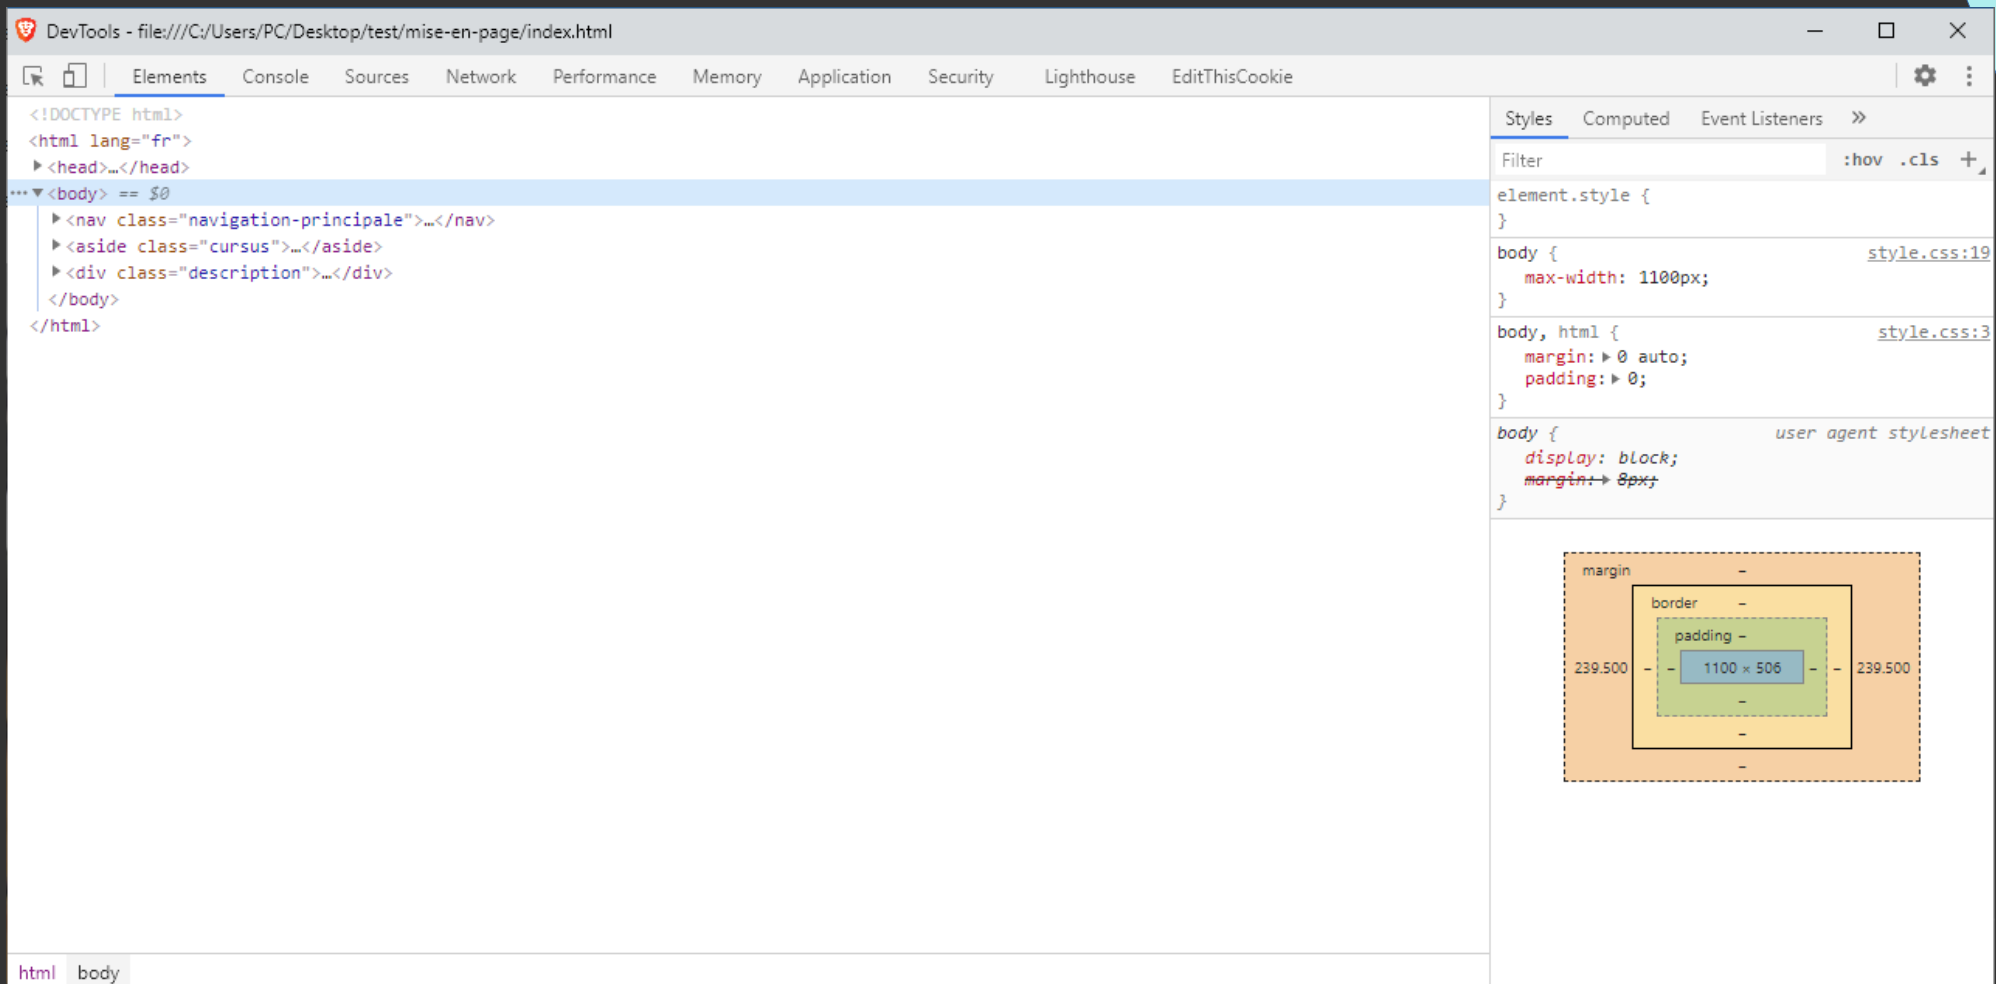 DevTools - file:///C:/Users/PC/Desktop/test/mise-en-page/index.html
Elements Console Sources Network Performance Memory Application Security Lighthouse EditThisCookie
<!DOCTYPE html>
<html lang="fr">
<head>…</head>
<body> == $0
<nav class="navigation-principale">…</nav>
<aside class="cursus">…</aside>
<div class="description">…</div>
</body>
</html>
html body
Styles Computed Event Listeners »
Filter :hov .cls +
element.style {
}
body { style.css:19
max-width: 1100px;
}
body, html { style.css:3
margin: 0 auto;
padding: 0;
}
body { user agent stylesheet
display: block;
margin: 8px;
}
margin –
border –
padding –
239.500 – – 1100 × 506 – – 239.500
–
–
–